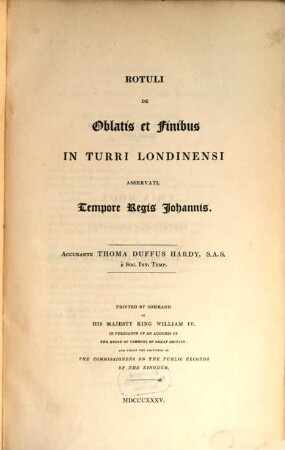 ROTULI
DE
Oblatis et Finibus
IN TURRI LONDINENSI
ASSERVATI,
Tempore Regis Johannis.
ACCURANTE THOMA DUFFUS HARDY, S.A.S.
è SOC. INT. TEMP.
PRINTED BY COMMAND
OF
HIS MAJESTY KING WILLIAM IV.
IN PURSUANCE OF AN ADDRESS OF
THE HOUSE OF COMMONS OF GREAT BRITAIN,
AND UNDER THE DIRECTION OF
THE COMMISSIONERS ON THE PUBLIC RECORDS
OF THE KINGDOM.
MDCCCXXXV.